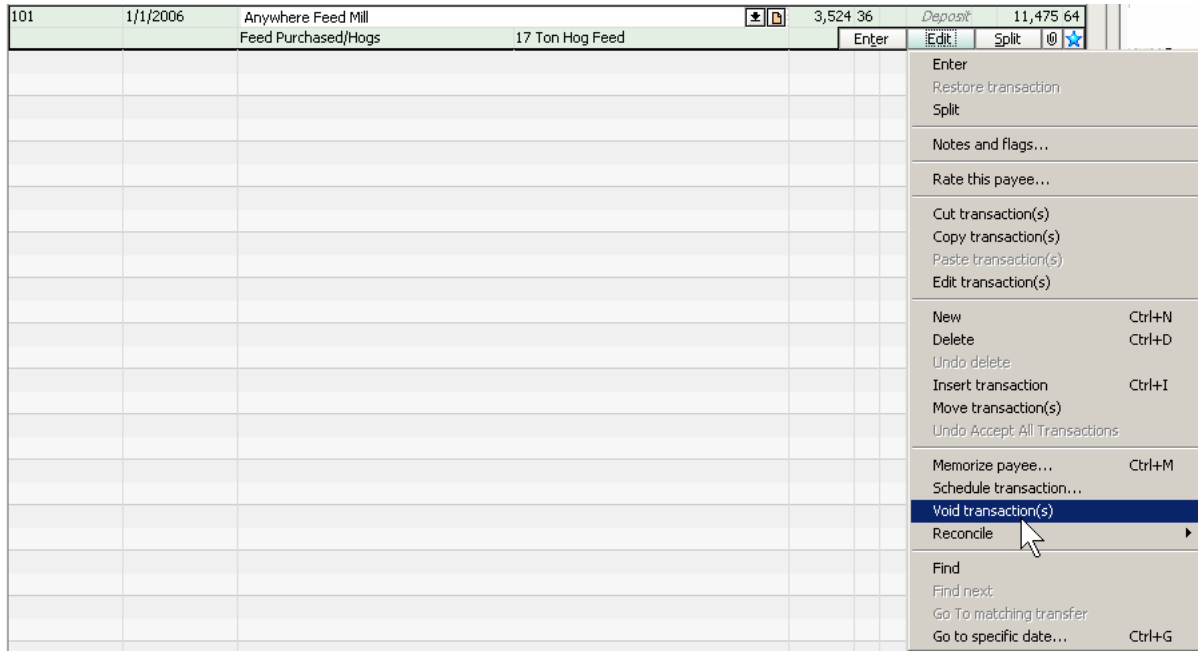 101 1/1/2006 Anywhere Feed Mill 3,524 36 Deposit 11,475 64
Feed Purchased/Hogs 17 Ton Hog Feed Enter Edit Split
Enter
Restore transaction
Split
Notes and flags...
Rate this payee...
Cut transaction(s)
Copy transaction(s)
Paste transaction(s)
Edit transaction(s)
New Ctrl+N
Delete Ctrl+D
Undo delete
Insert transaction Ctrl+I
Move transaction(s)
Undo Accept All Transactions
Memorize payee... Ctrl+M
Schedule transaction...
Void transaction(s)
Reconcile
Find
Find next
Go To matching transfer
Go to specific date... Ctrl+G